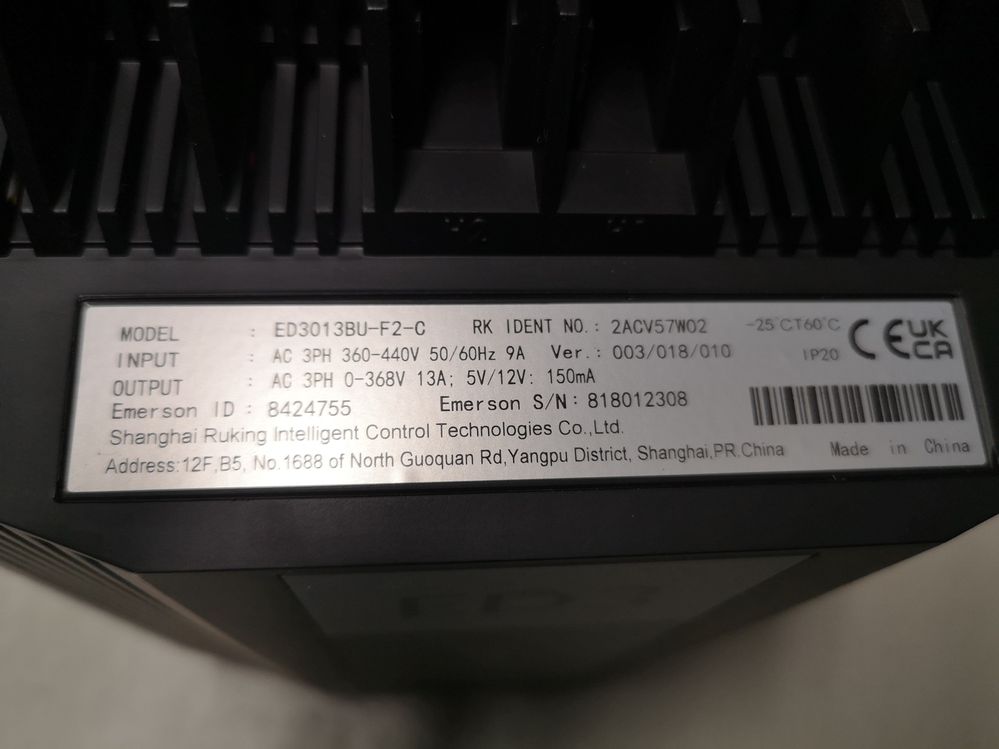 MODEL : ED3013BU-F2-C RK IDENT NO.: 2ACV57W02 -25°CT60°C
INPUT : AC 3PH 360-440V 50/60Hz 9A Ver.: 003/018/010 IP20 CE UK CA
OUTPUT : AC 3PH 0-368V 13A; 5V/12V: 150mA
Emerson ID : 8424755 Emerson S/N: 818012308
Shanghai Ruking Intelligent Control Technologies Co.,Ltd.
Address:12F,B5, No.1688 of North Guoquan Rd,Yangpu District, Shanghai,PR.China Made in China